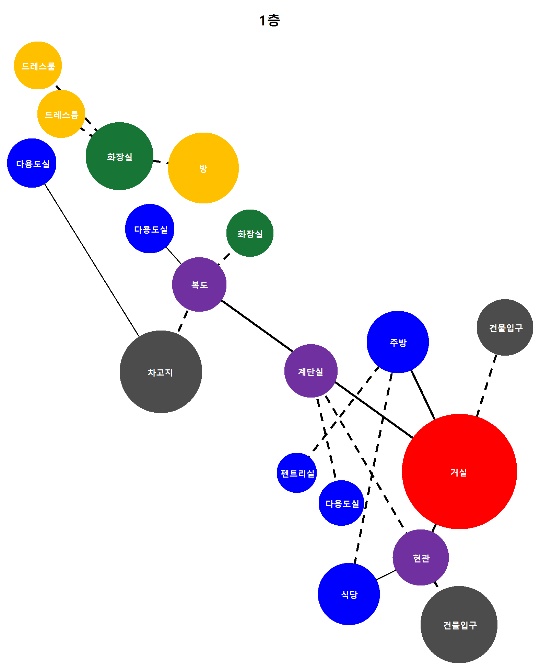 1층
드레스룸
드레스룸
화장실
다용도실
방
다용도실
화장실
복도
건물입구
주방
차고지
계단실
거실
팬트리실
다용도실
현관
식당
건물입구